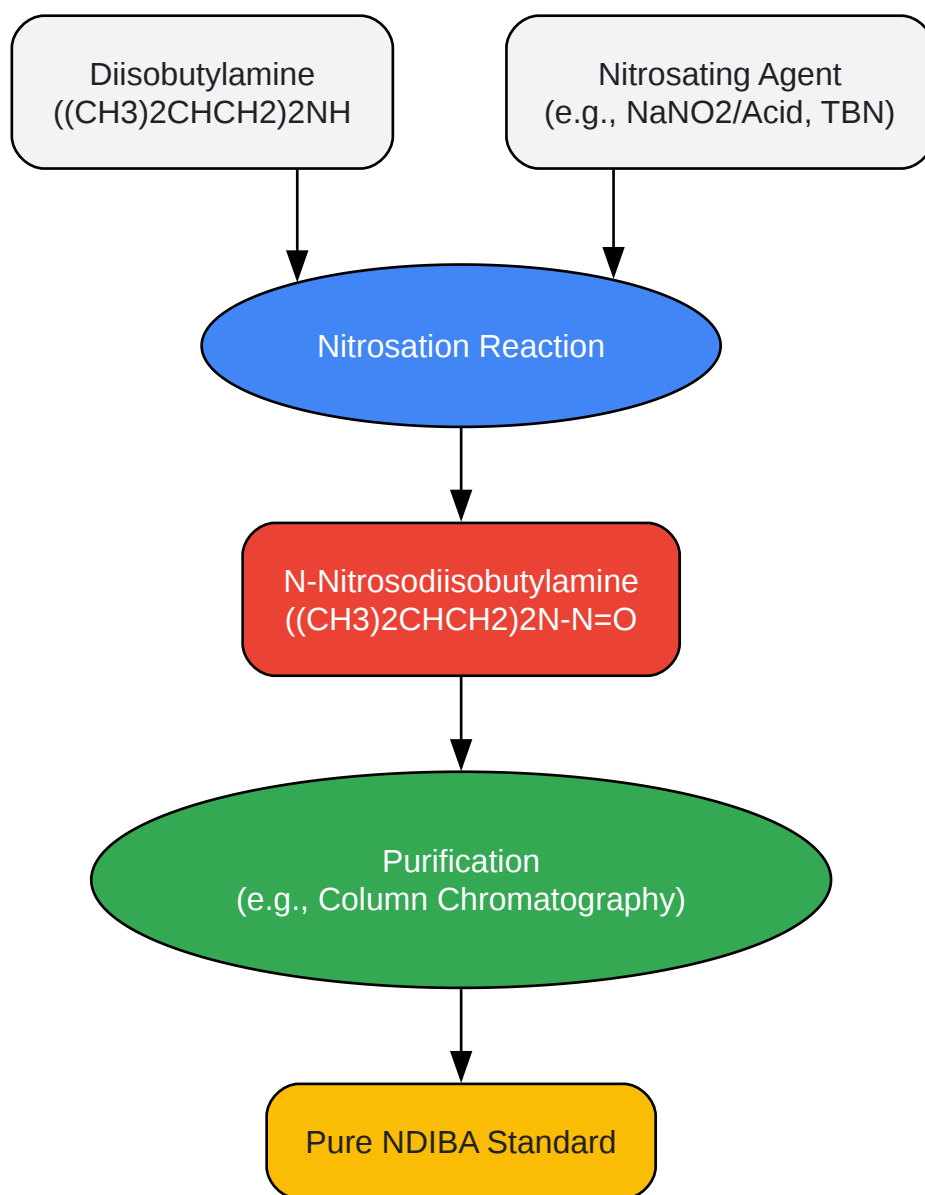 Diisobutylamine
((CH3)2CHCH2)2NH
Nitrosating Agent
(e.g., NaNO2/Acid, TBN)
Nitrosation Reaction
N-Nitrosodiisobutylamine
((CH3)2CHCH2)2N-N=O
Purification
(e.g., Column Chromatography)
Pure NDIBA Standard